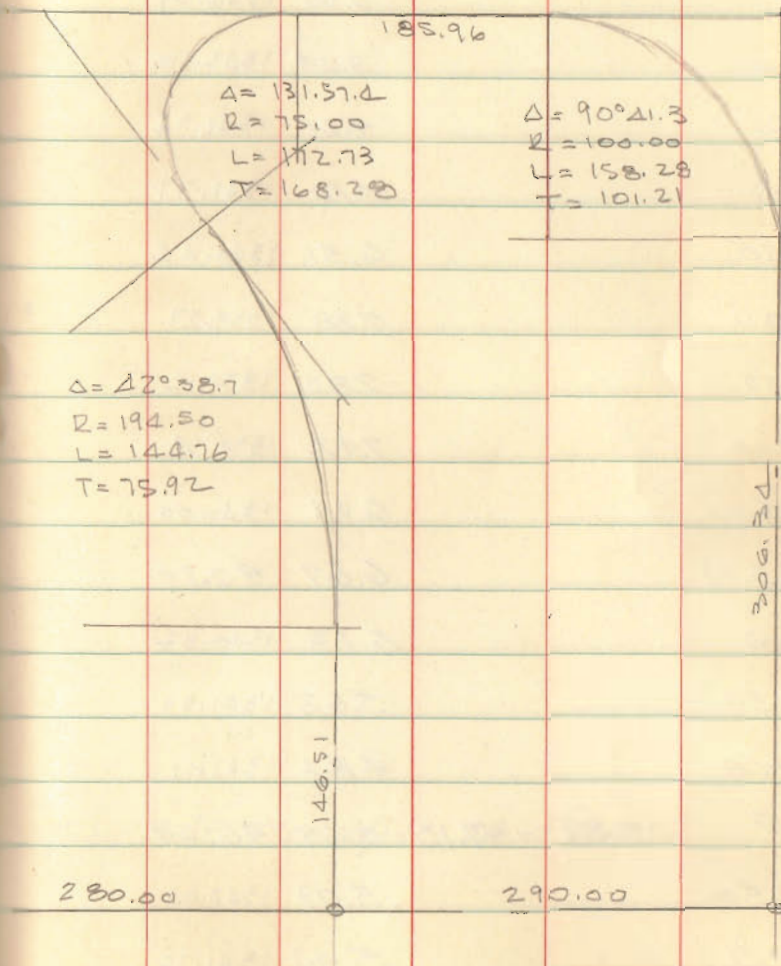 185.96
Δ= 131.57.4
R= 75.00
L= 172.73
T= 168.28
Δ= 90°41.3
R= 100.00
L= 158.28
T= 101.21
Δ= 42°38.7
R= 194.50
L= 144.76
T= 75.92
306.34
146.51
280.00
290.00